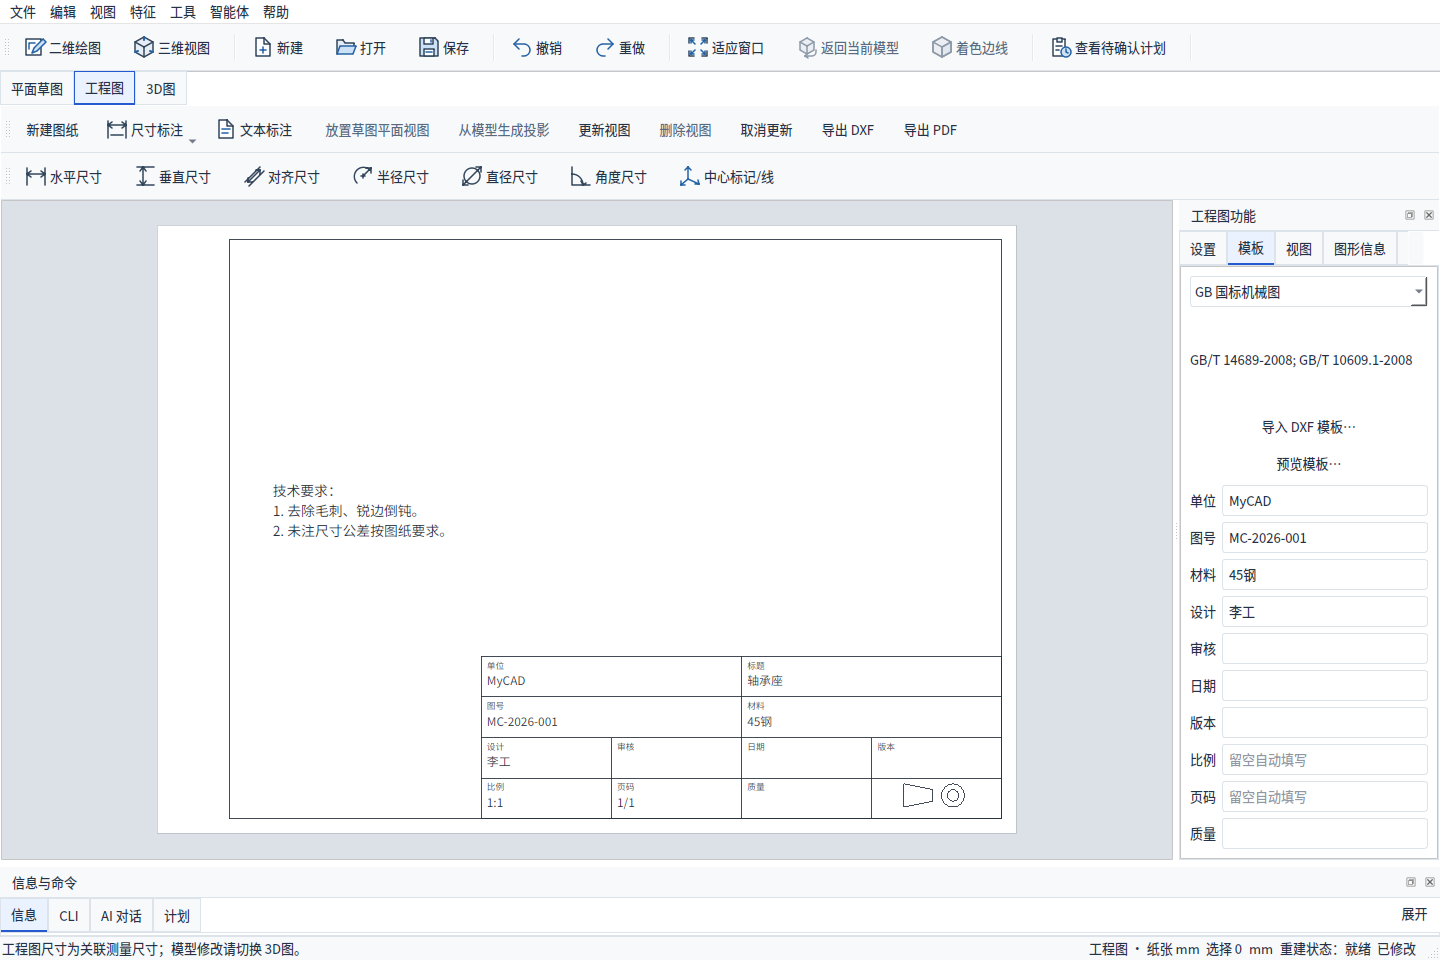 文件 编辑 视图 特征 工具 智能体 帮助
二维绘图 三维视图 新建 打开 保存 撤销 重做 适应窗口 返回当前模型 着色边线 查看待确认计划
平面草图 工程图 3D图
新建图纸 尺寸标注 文本标注 放置草图平面视图 从模型生成投影 更新视图 删除视图 取消更新 导出 DXF 导出 PDF
水平尺寸 垂直尺寸 对齐尺寸 半径尺寸 直径尺寸 角度尺寸 中心标记/线
技术要求：
1. 去除毛刺、锐边倒钝。
2. 未注尺寸公差按图纸要求。
单位 标题
MyCAD 轴承座
图号 材料
MC-2026-001 45钢
设计 审核 日期 版本
李工
比例 页码 质量
1:1 1/1
工程图功能
设置 模板 视图 图形信息
GB 国标机械图
GB/T 14689-2008; GB/T 10609.1-2008
导入 DXF 模板…
预览模板…
单位 MyCAD
图号 MC-2026-001
材料 45钢
设计 李工
审核
日期
版本
比例 留空自动填写
页码 留空自动填写
质量
信息与命令
信息 CLI AI 对话 计划 展开
工程图尺寸为关联测量尺寸；模型修改请切换 3D图。 工程图 · 纸张 mm 选择 0 mm 重建状态：就绪 已修改